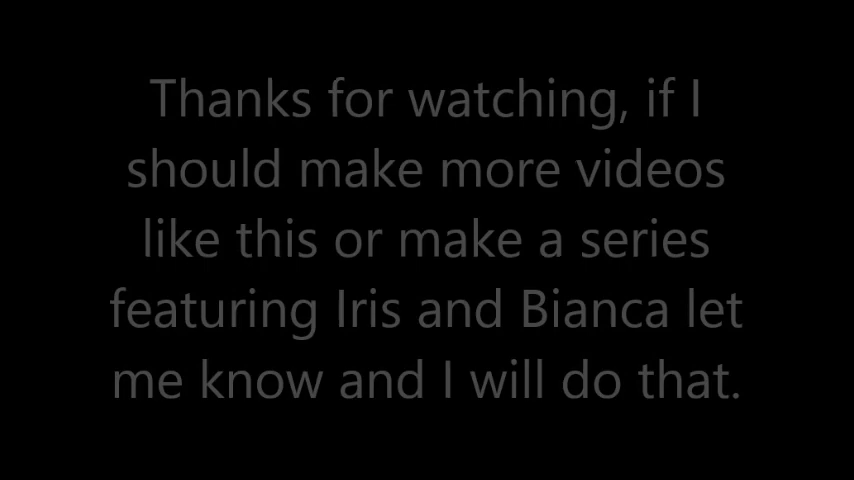 Thanks for watching, if I
should make more videos
like this or make a series
featuring Iris and Bianca let
me know and I will do that.